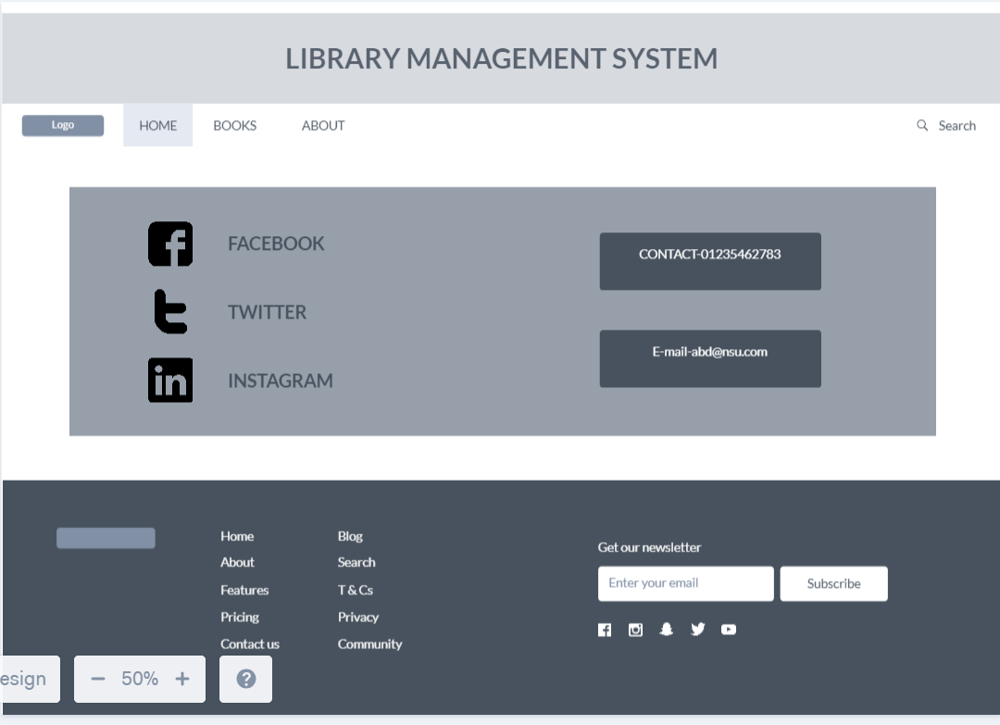 LIBRARY MANAGEMENT SYSTEM
Logo HOME BOOKS ABOUT Search
FACEBOOK
CONTACT-01235462783
TWITTER
E-mail-abd@nsu.com
INSTAGRAM
Home Blog
About Search
Features T & Cs
Pricing Privacy
Contact us Community
Get our newsletter
Enter your email Subscribe
esign 50%